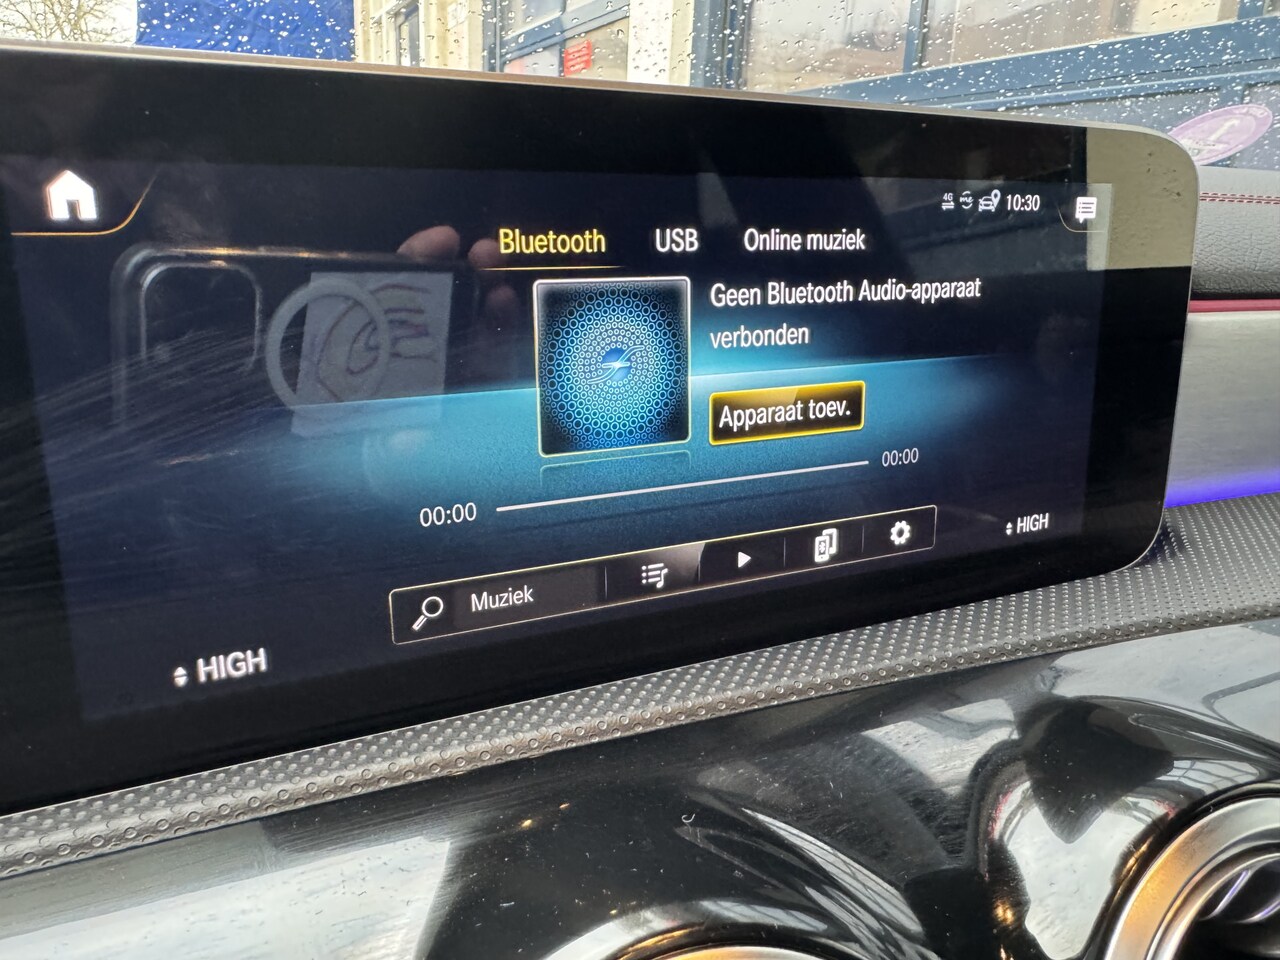 4G
me
10:30
Bluetooth
USB
Online muziek
Geen Bluetooth Audio-apparaat
verbonden
Apparaat toev.
00:00
00:00
Muziek
HIGH
HIGH